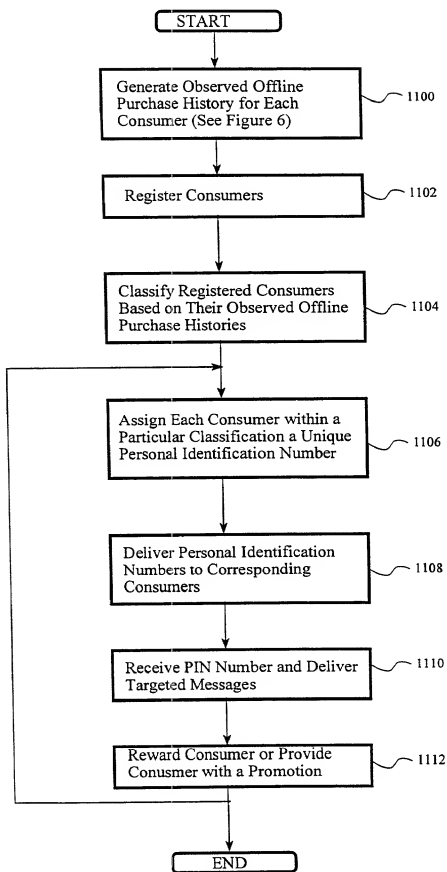 START
Generate Observed Offline
Purchase History for Each
Consumer (See Figure 6)
1100
Register Consumers
1102
Classify Registered Consumers
Based on Their Observed Offline
Purchase Histories
1104
Assign Each Consumer within a
Particular Classification a Unique
Personal Identification Number
1106
Deliver Personal Identification
Numbers to Corresponding
Consumers
1108
Receive PIN Number and Deliver
Targeted Messages
1110
Reward Consumer or Provide
Conusmer with a Promotion
1112
END